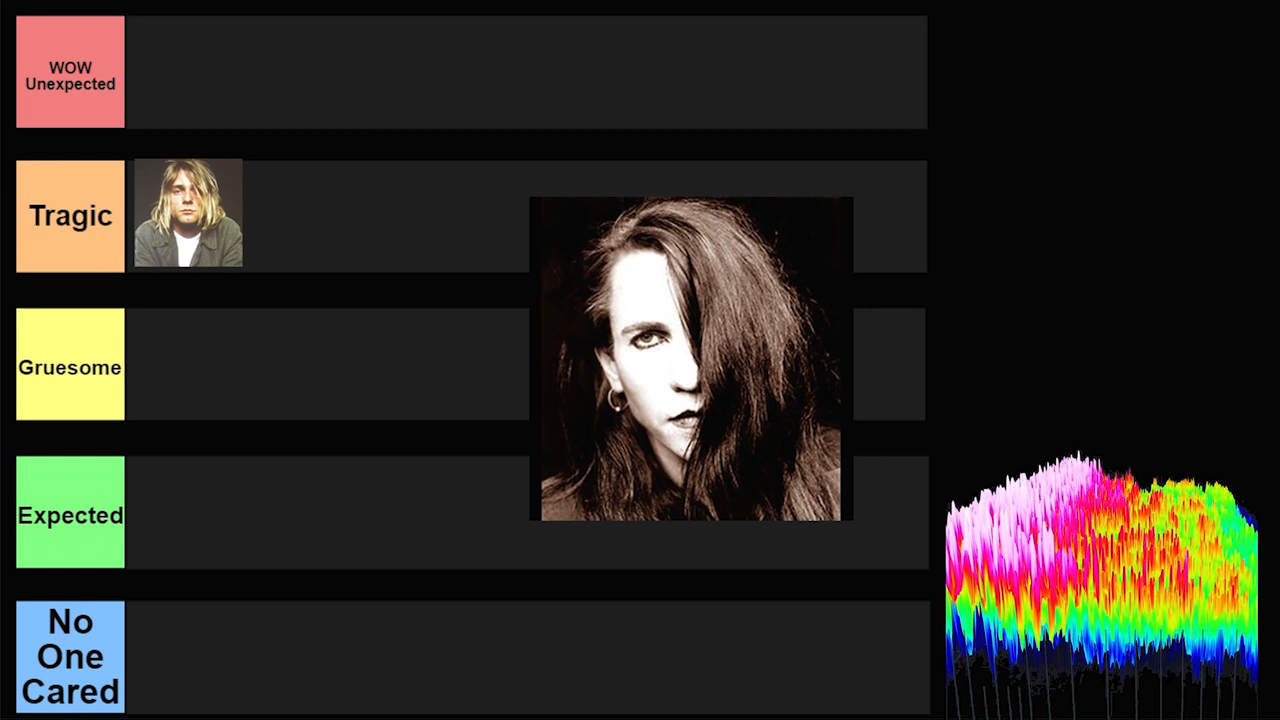 WOW
Unexpected
Tragic
Gruesome
Expected
No
One
Cared